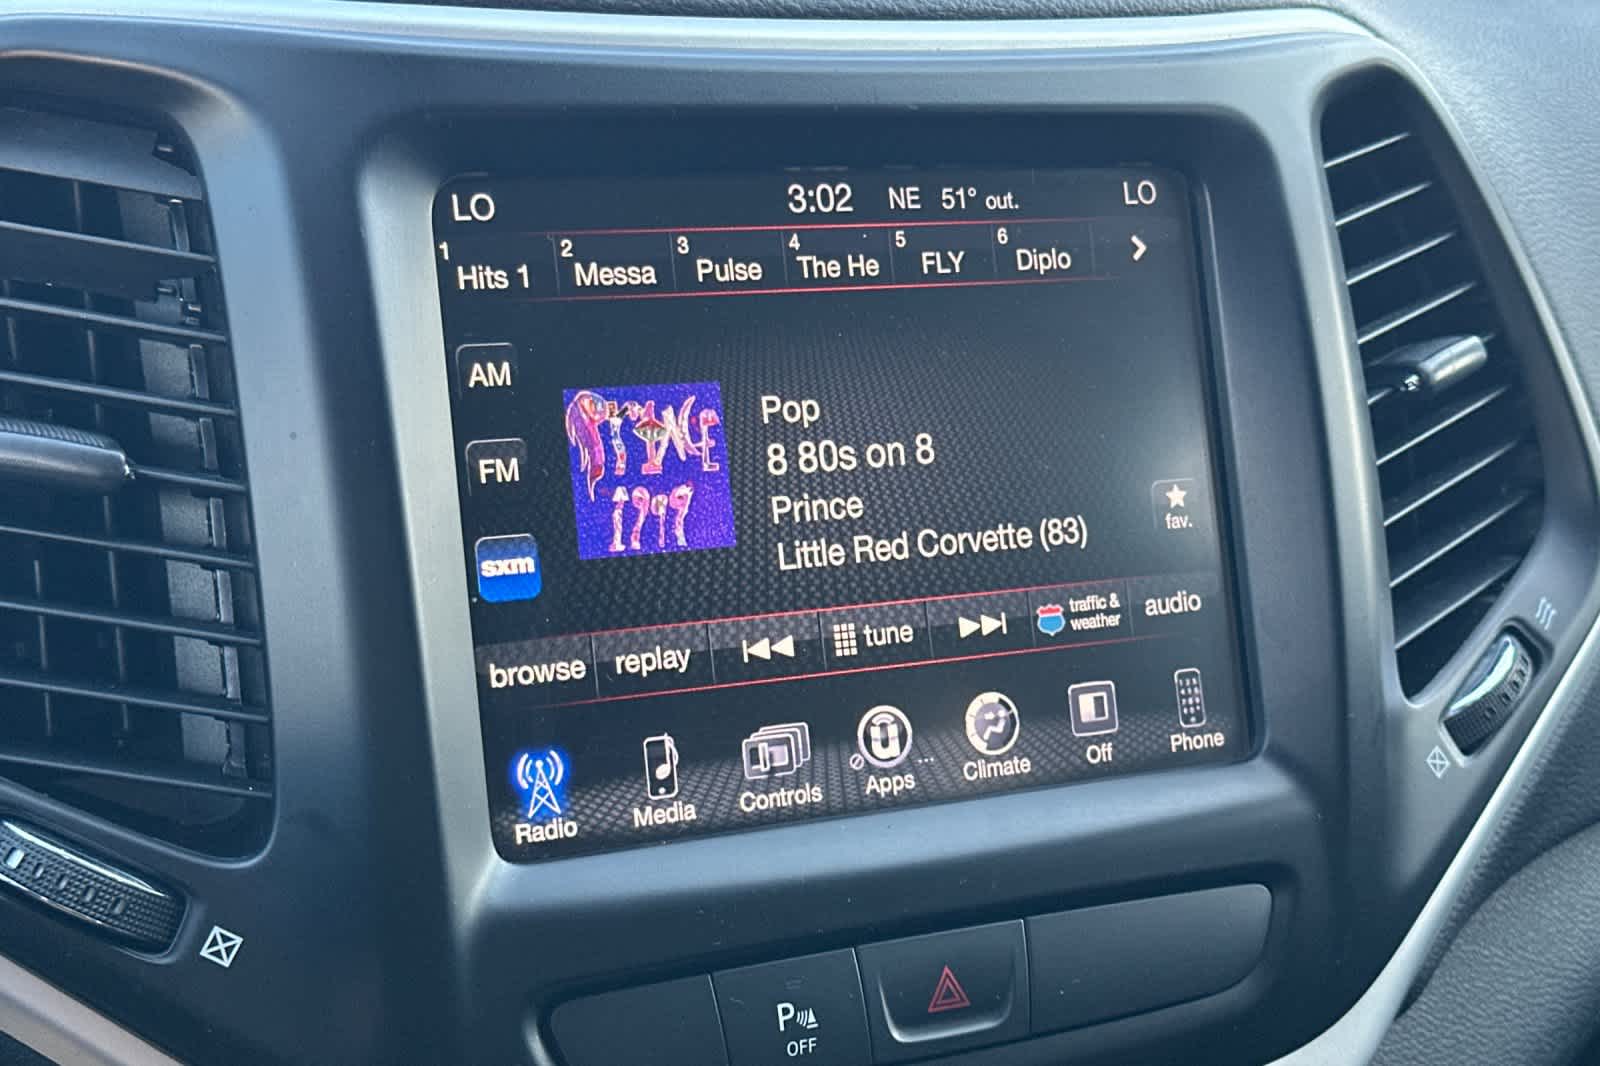 LO 3:02 NE 51° out. LO
1 Hits 1 2 Messa 3 Pulse 4 The He 5 FLY 6 Diplo
AM
FM
sxm
PRINCE
1999
Pop
8 80s on 8
Prince
Little Red Corvette (83)
fav.
browse replay tune traffic & weather audio
Radio Media Controls Apps ... Climate Off Phone
P
OFF